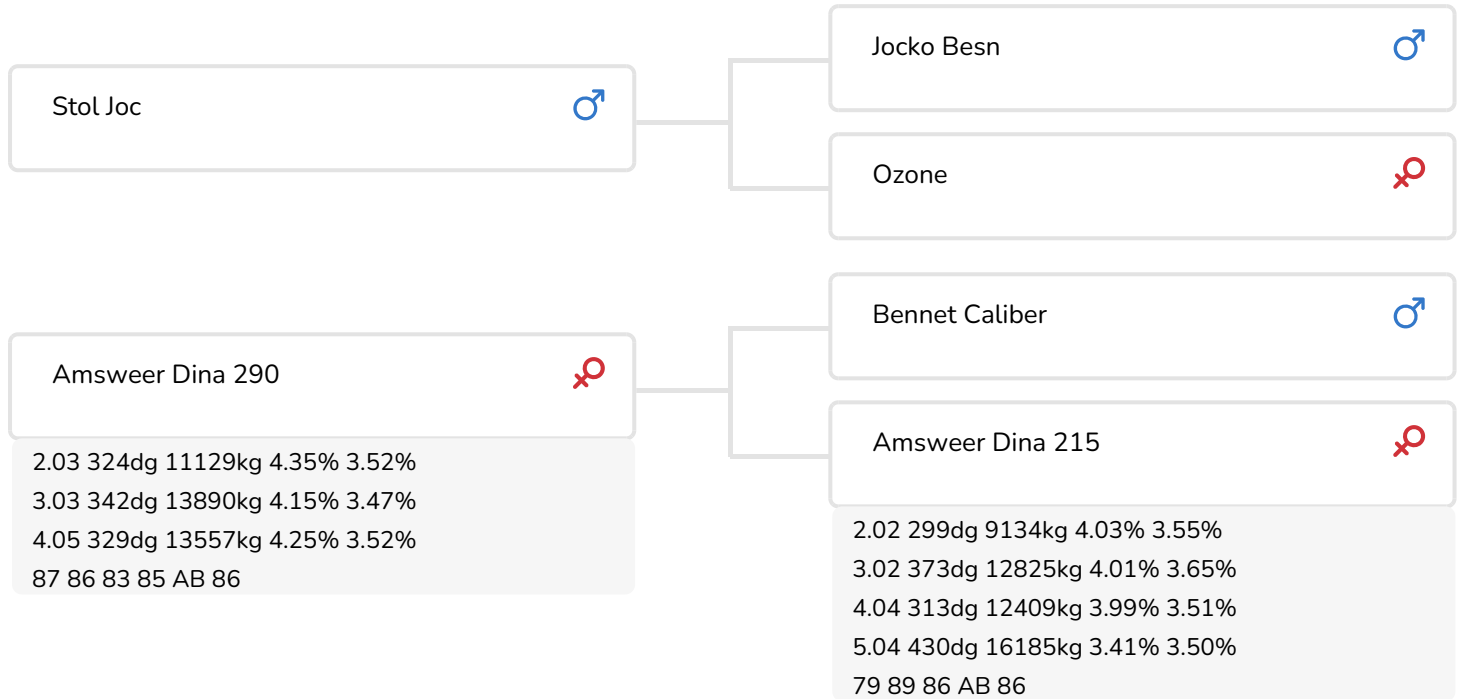 Jocko Besn
Stol Joc
Ozone
Bennet Caliber
Amsweer Dina 290
2.03 324dg 11129kg 4.35% 3.52%
3.03 342dg 13890kg 4.15% 3.47%
4.05 329dg 13557kg 4.25% 3.52%
87 86 83 85 AB 86
Amsweer Dina 215
2.02 299dg 9134kg 4.03% 3.55%
3.02 373dg 12825kg 4.01% 3.65%
4.04 313dg 12409kg 3.99% 3.51%
5.04 430dg 16185kg 3.41% 3.50%
79 89 86 AB 86